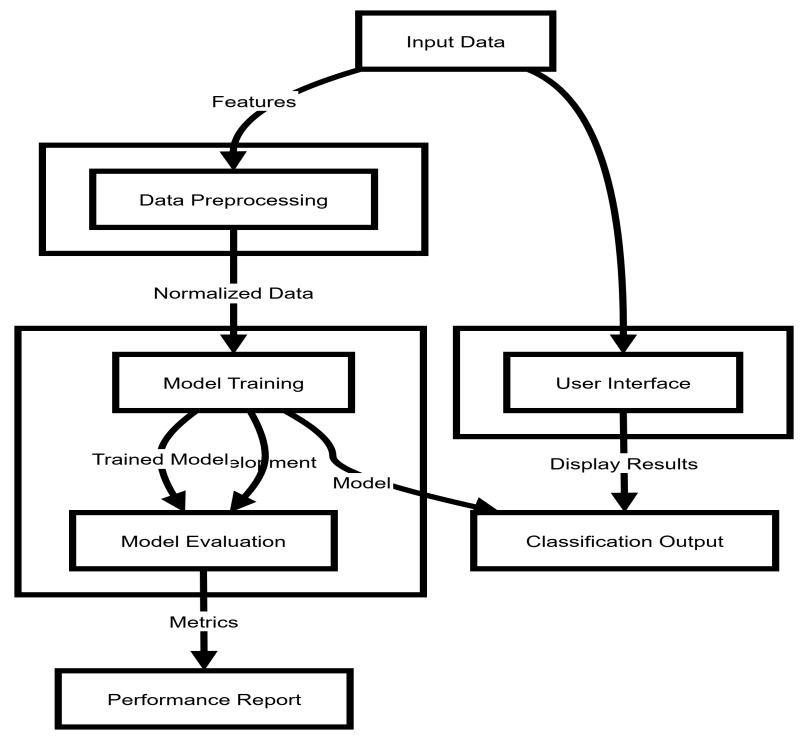 Input Data
Features
Data Preprocessing
Normalized Data
Model Training
User Interface
Trained Model
Display Results
Model
Model Evaluation
Classification Output
Metrics
Performance Report